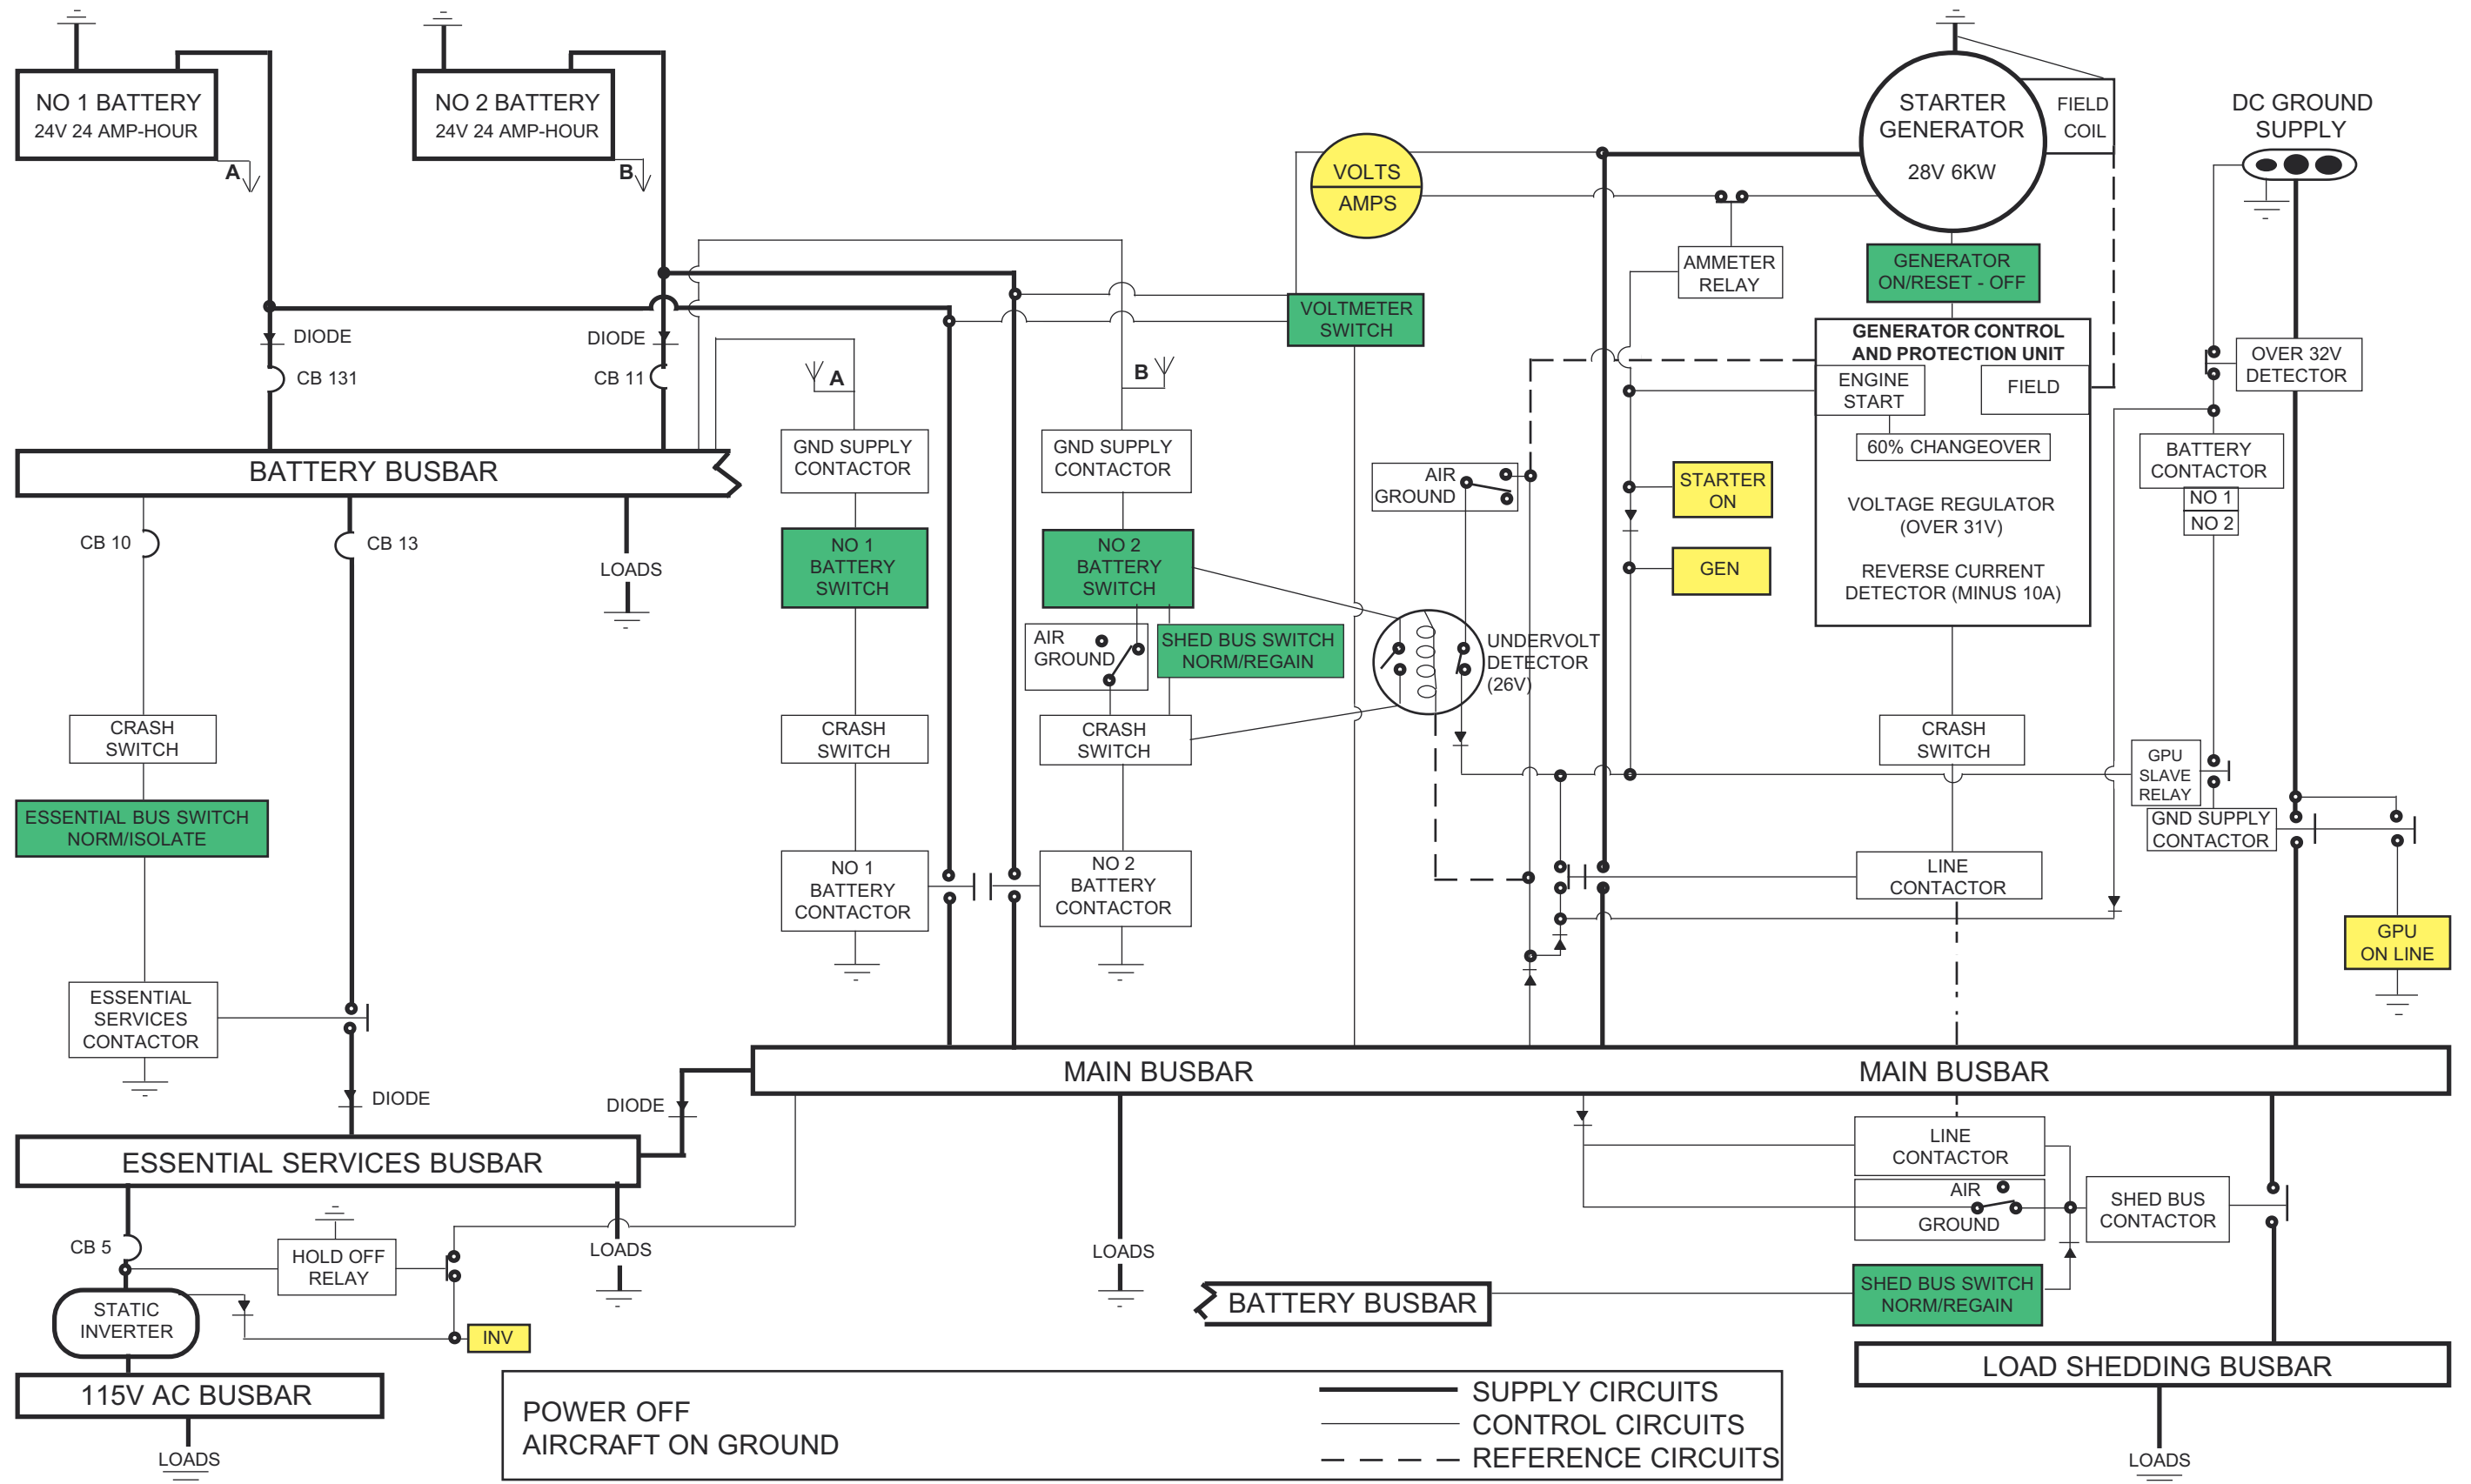 NO 1 BATTERY
24V 24 AMP-HOUR
A
NO 2 BATTERY
24V 24 AMP-HOUR
B
VOLTS
AMPS
STARTER
GENERATOR
28V 6KW
FIELD
COIL
DC GROUND
SUPPLY
AMMETER
RELAY
GENERATOR
ON/RESET - OFF
VOLTMETER
SWITCH
DIODE
CB 131
DIODE
CB 11
A
B
GENERATOR CONTROL
AND PROTECTION UNIT
ENGINE
START
FIELD
60% CHANGEOVER
VOLTAGE REGULATOR
(OVER 31V)
REVERSE CURRENT
DETECTOR (MINUS 10A)
OVER 32V
DETECTOR
BATTERY BUSBAR
GND SUPPLY
CONTACTOR
GND SUPPLY
CONTACTOR
AIR
GROUND
STARTER
ON
GEN
BATTERY
CONTACTOR
NO 1
NO 2
CB 10
CB 13
LOADS
NO 1
BATTERY
SWITCH
NO 2
BATTERY
SWITCH
AIR
GROUND
SHED BUS SWITCH
NORM/REGAIN
UNDERVOLT
DETECTOR
(26V)
CRASH
SWITCH
CRASH
SWITCH
CRASH
SWITCH
CRASH
SWITCH
GPU
SLAVE
RELAY
GND SUPPLY
CONTACTOR
ESSENTIAL BUS SWITCH
NORM/ISOLATE
NO 1
BATTERY
CONTACTOR
NO 2
BATTERY
CONTACTOR
LINE
CONTACTOR
GPU
ON LINE
ESSENTIAL
SERVICES
CONTACTOR
DIODE
DIODE
MAIN BUSBAR
MAIN BUSBAR
ESSENTIAL SERVICES BUSBAR
LINE
CONTACTOR
AIR
GROUND
SHED BUS
CONTACTOR
CB 5
HOLD OFF
RELAY
LOADS
LOADS
STATIC
INVERTER
INV
BATTERY BUSBAR
SHED BUS SWITCH
NORM/REGAIN
115V AC BUSBAR
LOADS
LOAD SHEDDING BUSBAR
LOADS
POWER OFF
AIRCRAFT ON GROUND
SUPPLY CIRCUITS
CONTROL CIRCUITS
REFERENCE CIRCUITS